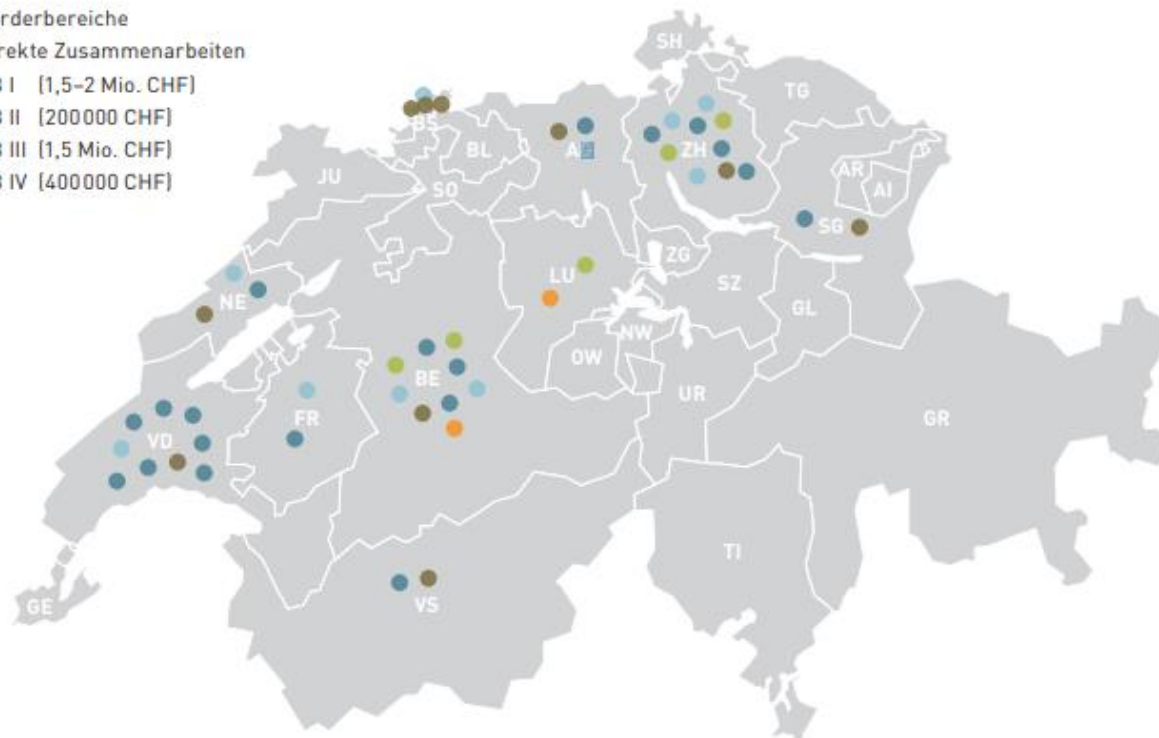 rderbereiche
rekte Zusammenarbeiten
I (1,5–2 Mio. CHF)
II (200 000 CHF)
III (1,5 Mio. CHF)
IV (400 000 CHF)
SH
TG
BS
BL
A
ZH
AR
AI
JU
SO
SG
ZG
LU
SZ
GL
NE
NW
OW
BE
UR
GR
FR
VD
TI
GE
VS